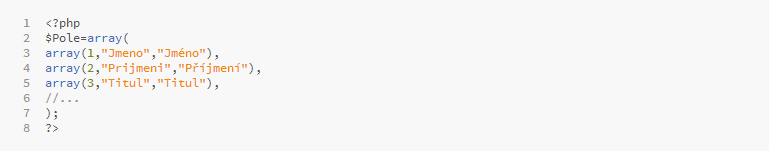 1 <?php
2 $Pole=array(
3 array(1,"Jmeno","Jméno"),
4 array(2,"Prijmeni","Příjmení"),
5 array(3,"Titul","Titul"),
6 //...
7 );
8 ?>